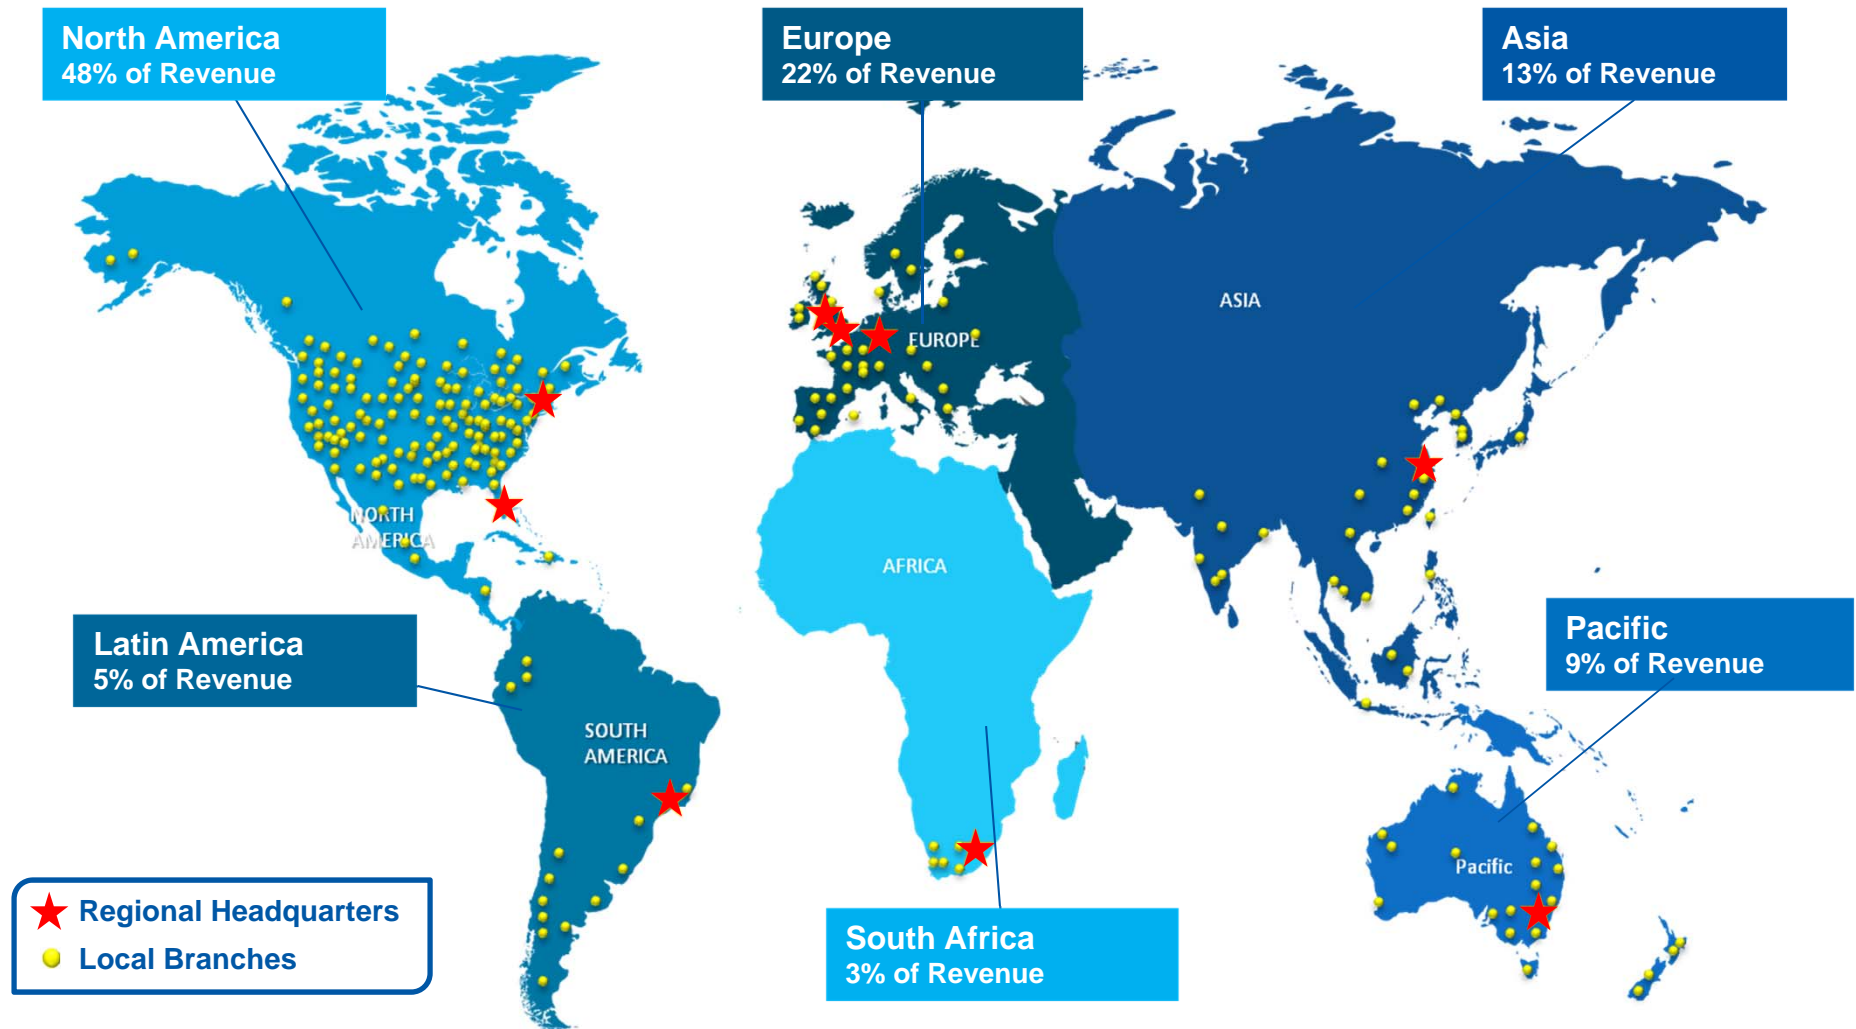 North America
48% of Revenue
Europe
22% of Revenue
Asia
13% of Revenue
ASIA
EUROPE
NORTH
AMERICA
AFRICA
Latin America
5% of Revenue
Pacific
9% of Revenue
SOUTH
AMERICA
Pacific
Regional Headquarters
Local Branches
South Africa
3% of Revenue